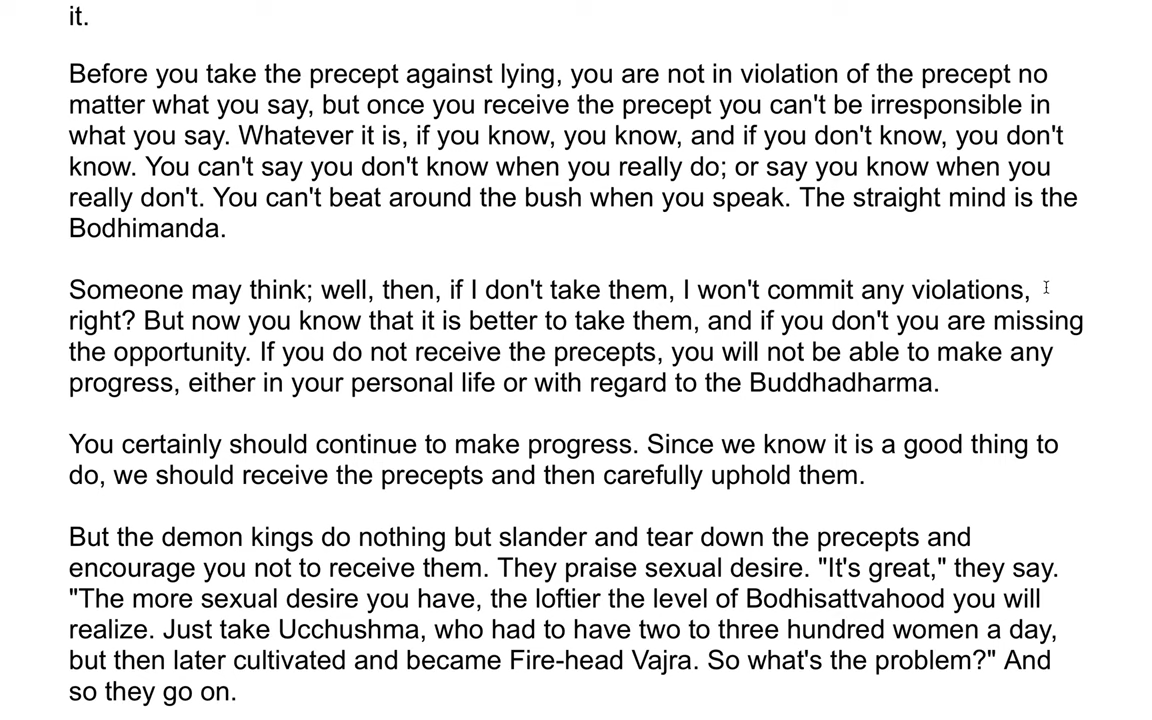 it.
Before you take the precept against lying, you are not in violation of the precept no
matter what you say, but once you receive the precept you can't be irresponsible in
what you say. Whatever it is, if you know, you know, and if you don't know, you don't
know. You can't say you don't know when you really do; or say you know when you
really don't. You can't beat around the bush when you speak. The straight mind is the
Bodhimanda.
Someone may think; well, then, if I don't take them, I won't commit any violations,
right? But now you know that it is better to take them, and if you don't you are missing
the opportunity. If you do not receive the precepts, you will not be able to make any
progress, either in your personal life or with regard to the Buddhadharma.
You certainly should continue to make progress. Since we know it is a good thing to
do, we should receive the precepts and then carefully uphold them.
But the demon kings do nothing but slander and tear down the precepts and
encourage you not to receive them. They praise sexual desire. "It's great," they say.
"The more sexual desire you have, the loftier the level of Bodhisattvahood you will
realize. Just take Ucchushma, who had to have two to three hundred women a day,
but then later cultivated and became Fire-head Vajra. So what's the problem?" And
so they go on.